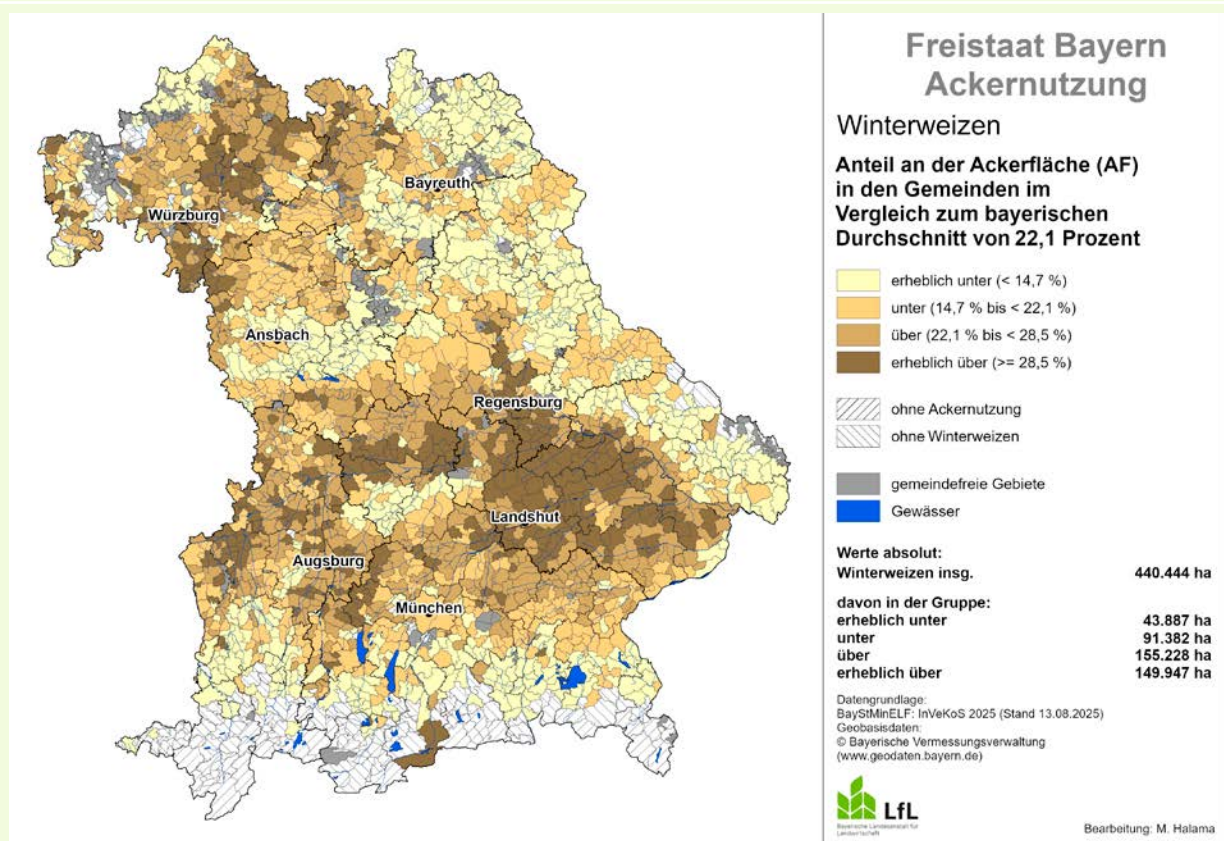 Bayreuth
Würzburg
Ansbach
Regensburg
Landshut
Augsburg
München
Freistaat Bayern
Ackernutzung
Winterweizen
Anteil an der Ackerfläche (AF)
in den Gemeinden im
Vergleich zum bayerischen
Durchschnitt von 22,1 Prozent
erheblich unter (< 14,7 %)
unter (14,7 % bis < 22,1 %)
über (22,1 % bis < 28,5 %)
erheblich über (>= 28,5 %)
ohne Ackernutzung
ohne Winterweizen
gemeindefreie Gebiete
Gewässer
Werte absolut:
Winterweizen insg. 440.444 ha
davon in der Gruppe:
erheblich unter 43.887 ha
unter 91.382 ha
über 155.228 ha
erheblich über 149.947 ha
Datengrundlage:
BayStMinELF: InVeKoS 2025 (Stand 13.08.2025)
Geobasisdaten:
© Bayerische Vermessungsverwaltung
(www.geodaten.bayern.de)
LfL
Bayerische Landesanstalt für
Landwirtschaft
Bearbeitung: M. Halama